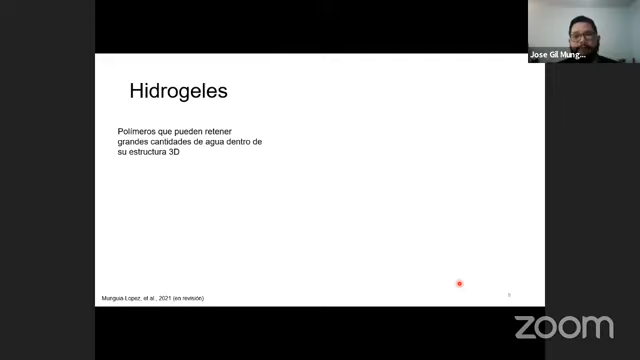 Jose Gil Mung...
Hidrogeles
Polímeros que pueden retener
grandes cantidades de agua dentro de
su estructura 3D
Munguia-Lopez, et al., 2021 (en revisión)
zoom